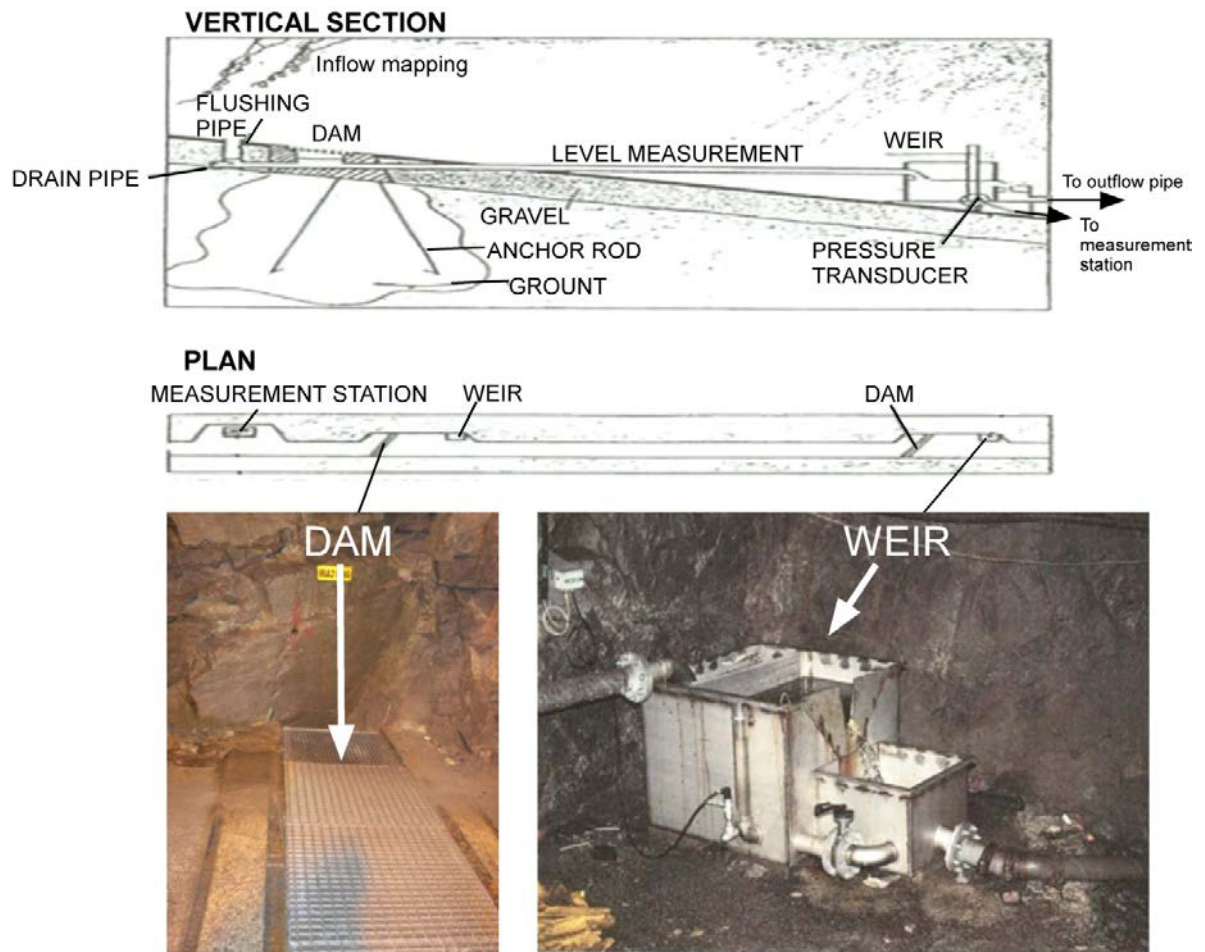 VERTICAL SECTION
Inflow mapping
FLUSHING
PIPE
DAM
WEIR
LEVEL MEASUREMENT
DRAIN PIPE
To outflow pipe
GRAVEL
To
measurement
station
ANCHOR ROD
PRESSURE
TRANSDUCER
GROUNT
PLAN
MEASUREMENT STATION
WEIR
DAM
DAM
WEIR